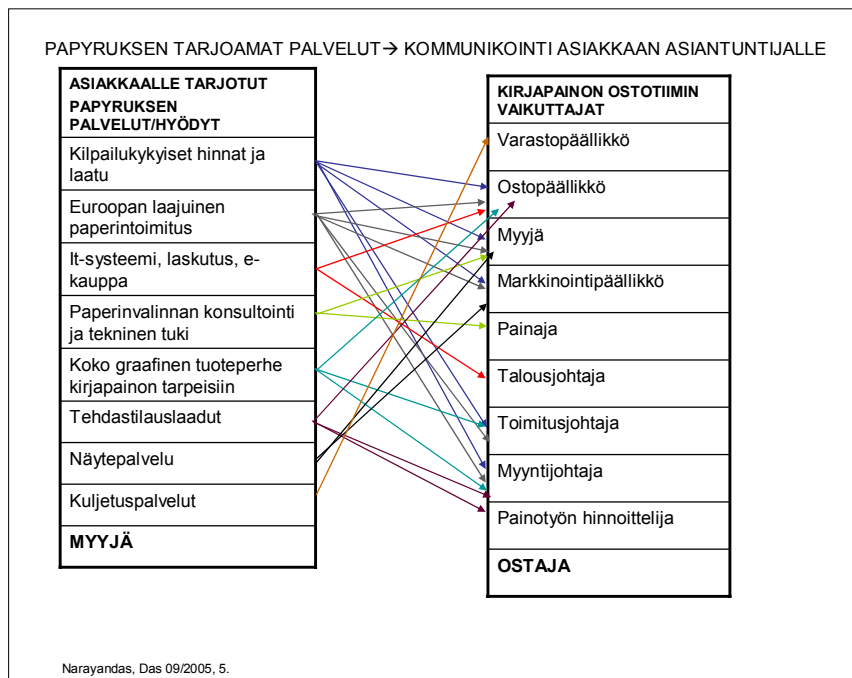 PAPYRUKSEN TARJOAMAT PALVELUT→ KOMMUNIKOINTI ASIAKKAAN ASIANTUNTIJALLE
ASIAKKAALLE TARJOTUT
PAPYRUKSEN
PALVELUT/HYÖDYT
Kilpailukykyiset hinnat ja
laatu
Euroopan laajuinen
paperintoimitus
It-systeemi, laskutus, e-
kauppa
Paperinvalinnan konsultointi
ja tekninen tuki
Koko graafinen tuoteperhe
kirjapainon tarpeisiin
Tehdastilauslaadut
Näytepalvelu
Kuljetuspalvelut
MYYJÄ
KIRJAPAINON OSTOTIIMIN
VAIKUTTAJAT
Varastopäällikkö
Ostopäällikkö
Myyjä
Markkinointipäällikkö
Painaja
Talousjohtaja
Toimitusjohtaja
Myyntijohtaja
Painotyön hinnoittelija
OSTAJA
Narayandas, Das 09/2005, 5.